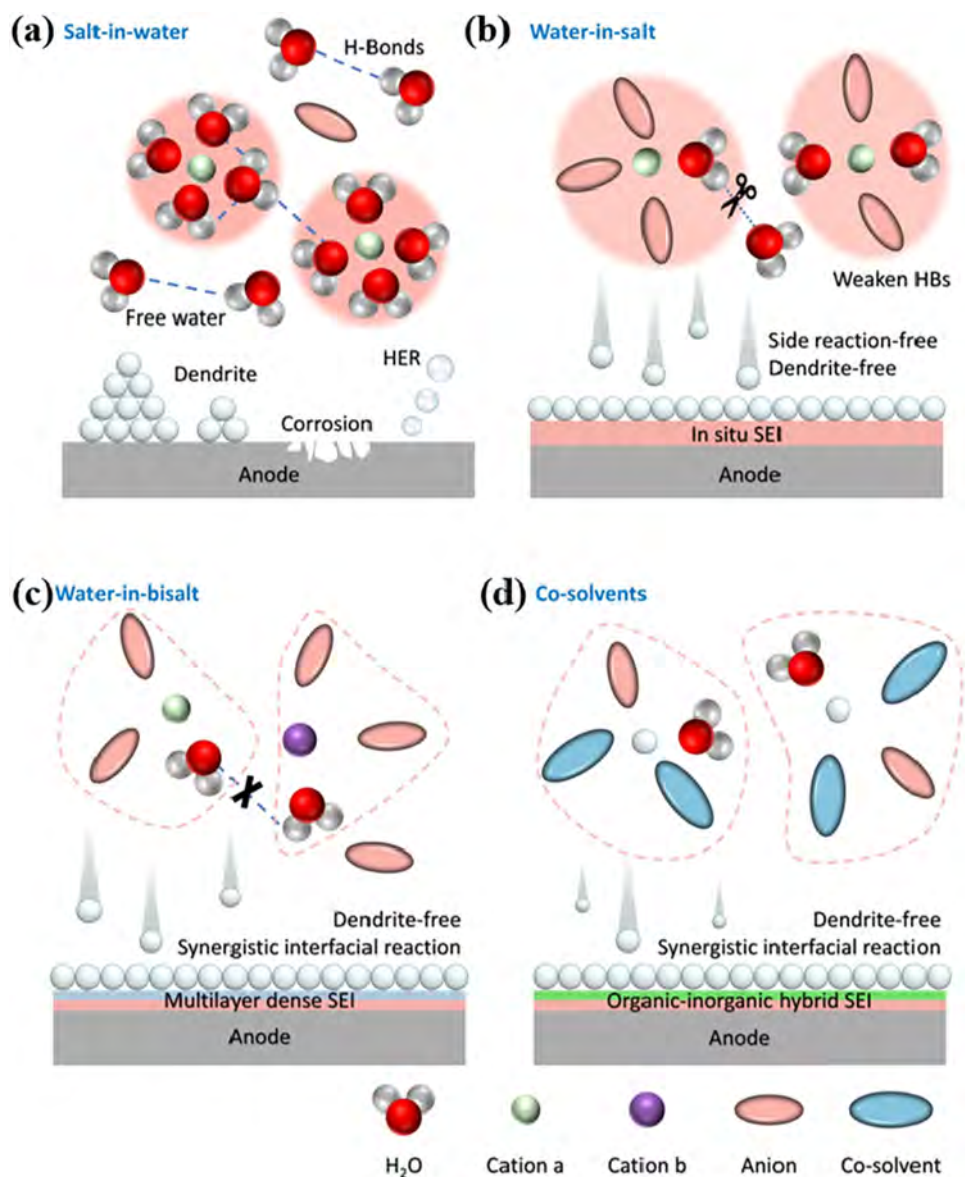 (a) Salt-in-water
H-Bonds
Free water
Dendrite
HER
Corrosion
Anode
(b) Water-in-salt
Weaken HBs
Side reaction-free
Dendrite-free
In situ SEI
Anode
(c) Water-in-bisalt
Dendrite-free
Synergistic interfacial reaction
Multilayer dense SEI
Anode
(d) Co-solvents
Dendrite-free
Synergistic interfacial reaction
Organic-inorganic hybrid SEI
Anode
H₂O
Cation a
Cation b
Anion
Co-solvent